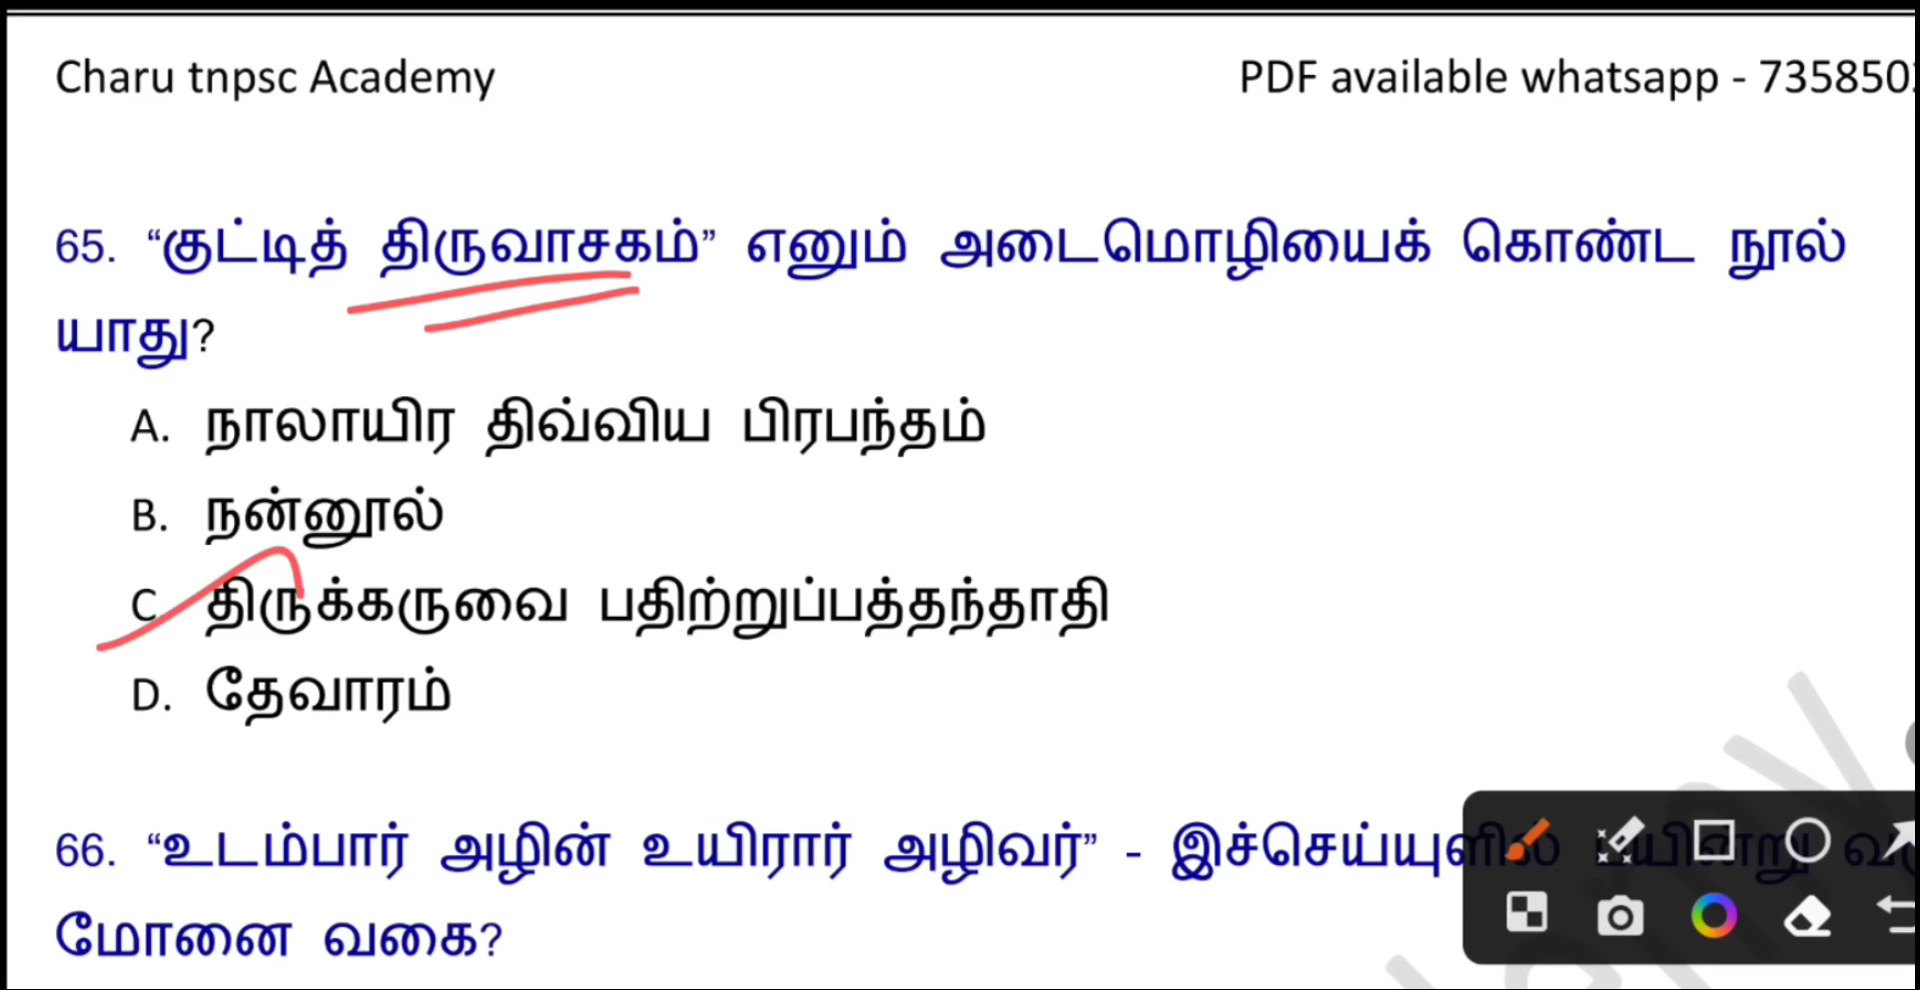 Charu tnpsc Academy
PDF available whatsapp - 735850
65. “குட்டித் திருவாசகம்” எனும் அடைமொழியைக் கொண்ட நூல்
யாது?
A. நாலாயிர திவ்விய பிரபந்தம்
B. நன்னூல்
C. திருக்கருவை பதிற்றுப்பத்தந்தாதி
D. தேவாரம்
66. “உடம்பார் அழின் உயிரார் அழிவர்” - இச்செய்யுளில் பயின்று
மோனை வகை?